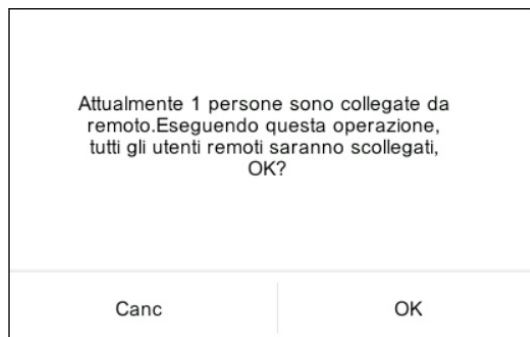 Attualmente 1 persone sono collegate da
remoto.Eseguendo questa operazione,
tutti gli utenti remoti saranno scollegati,
OK?
Canc
OK